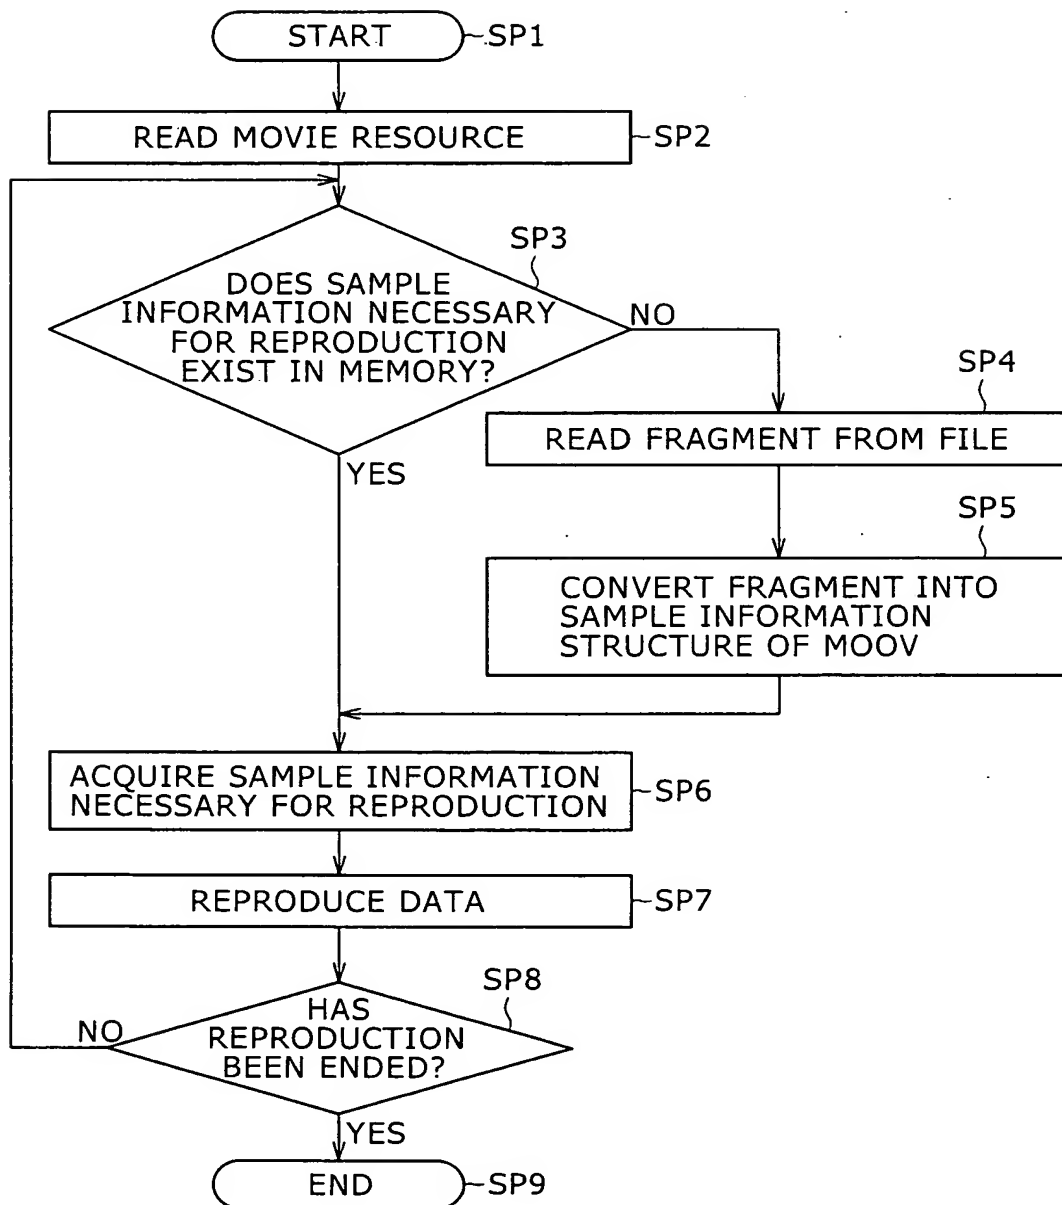 START
SP1
READ MOVIE RESOURCE
SP2
SP3
DOES SAMPLE
INFORMATION NECESSARY
FOR REPRODUCTION
EXIST IN MEMORY?
NO
YES
SP4
READ FRAGMENT FROM FILE
SP5
CONVERT FRAGMENT INTO
SAMPLE INFORMATION
STRUCTURE OF MOOV
ACQUIRE SAMPLE INFORMATION
NECESSARY FOR REPRODUCTION
SP6
REPRODUCE DATA
SP7
SP8
HAS
REPRODUCTION
BEEN ENDED?
NO
YES
END
SP9